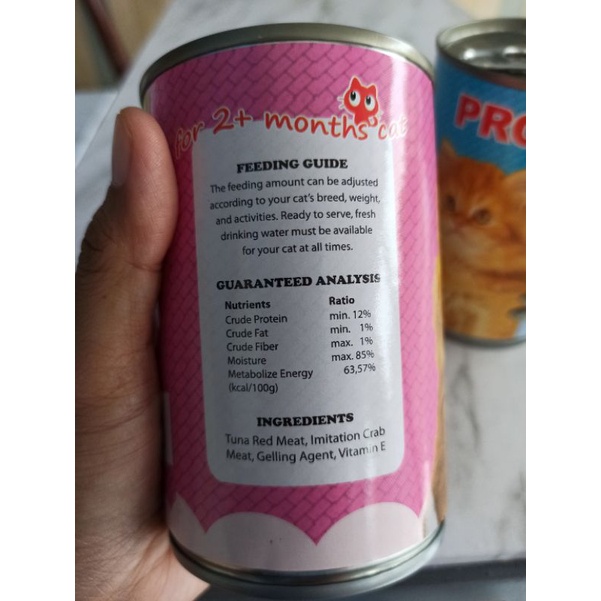 for 2+ months cat
FEEDING GUIDE
The feeding amount can be adjusted
according to your cat's breed, weight,
and activities. Ready to serve, fresh
drinking water must be available
for your cat at all times.
GUARANTEED ANALYSIS
Nutrients Ratio
Crude Protein min. 12%
Crude Fat min. 1%
Crude Fiber max. 1%
Moisture max. 85%
Metabolize Energy 63,57%
(kcal/100g)
INGREDIENTS
Tuna Red Meat, Imitation Crab
Meat, Gelling Agent, Vitamin E
PRO